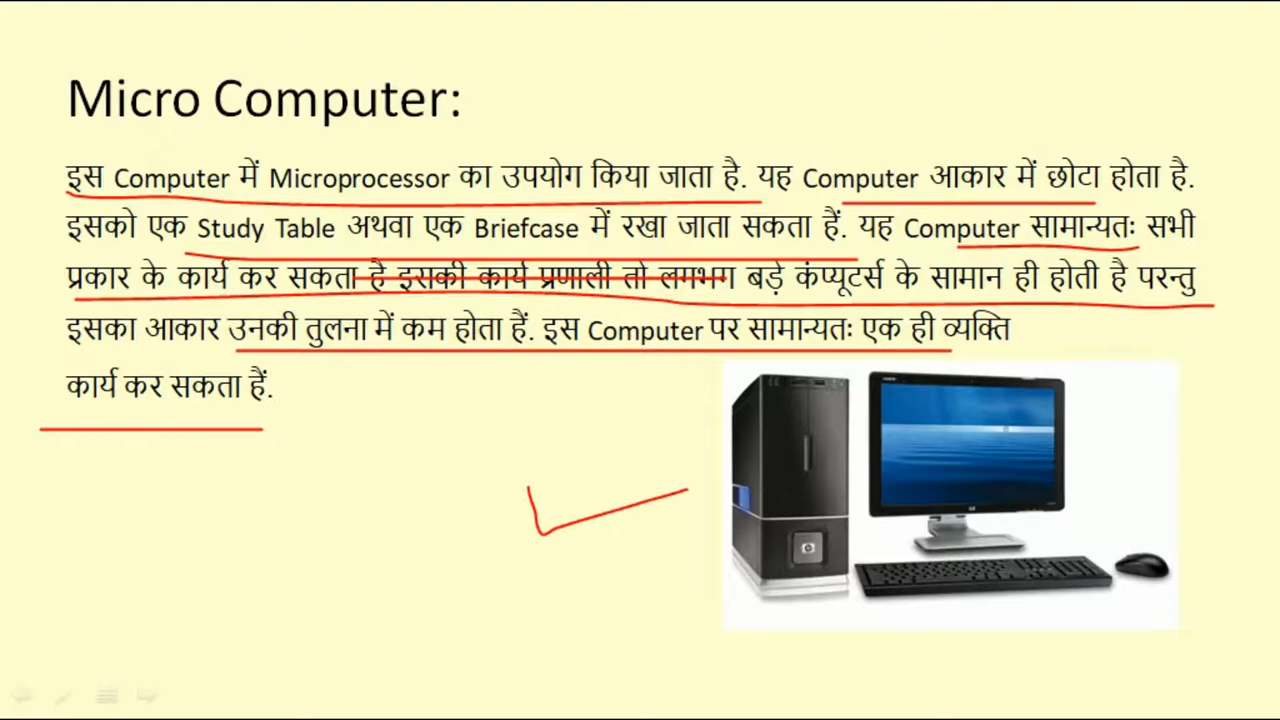 Micro Computer:
इस Computer में Microprocessor का उपयोग किया जाता है. यह Computer आकार में छोटा होता है.
इसको एक Study Table अथवा एक Briefcase में रखा जाता सकता हैं. यह Computer सामान्यतः सभी
प्रकार के कार्य कर सकता है इसकी कार्य प्रणाली तो लगभग बड़े कंप्यूटर्स के सामान ही होती है परन्तु
इसका आकार उनकी तुलना में कम होता हैं. इस Computer पर सामान्यतः एक ही व्यक्ति
कार्य कर सकता हैं.